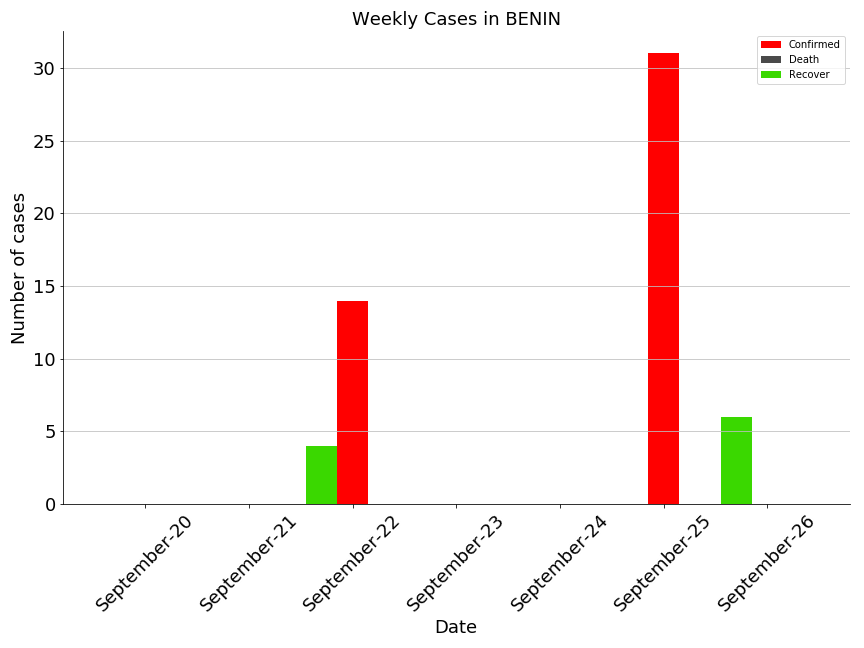 Weekly Cases in BENIN
Confirmed
Death
Recover
Number of cases
30
25
20
15
10
5
0
September-20
September-21
September-22
September-23
September-24
September-25
September-26
Date